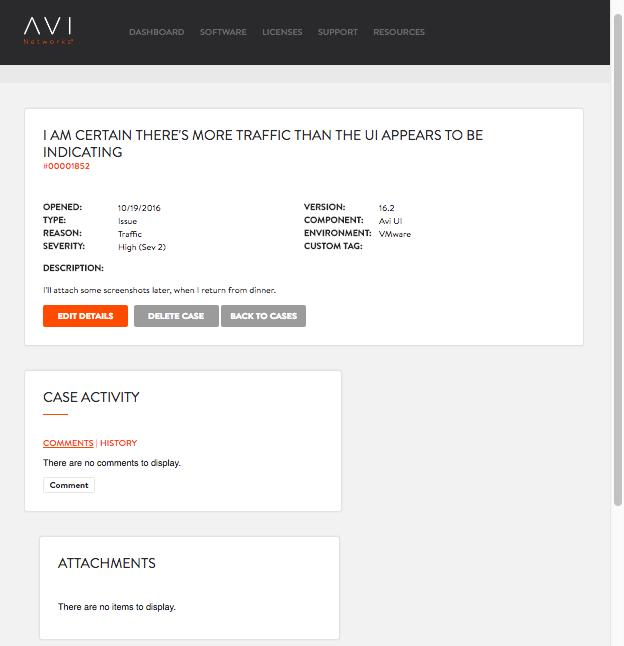 AVI
Networks®
DASHBOARD SOFTWARE LICENSES SUPPORT RESOURCES
I AM CERTAIN THERE'S MORE TRAFFIC THAN THE UI APPEARS TO BE
INDICATING
#00001852
OPENED: 10/19/2016 VERSION: 16.2
TYPE: Issue COMPONENT: Avi UI
REASON: Traffic ENVIRONMENT: VMware
SEVERITY: High (Sev 2) CUSTOM TAG:
DESCRIPTION:
I'll attach some screenshots later, when I return from dinner.
EDIT DETAILS DELETE CASE BACK TO CASES
CASE ACTIVITY
COMMENTS | HISTORY
There are no comments to display.
Comment
ATTACHMENTS
There are no items to display.